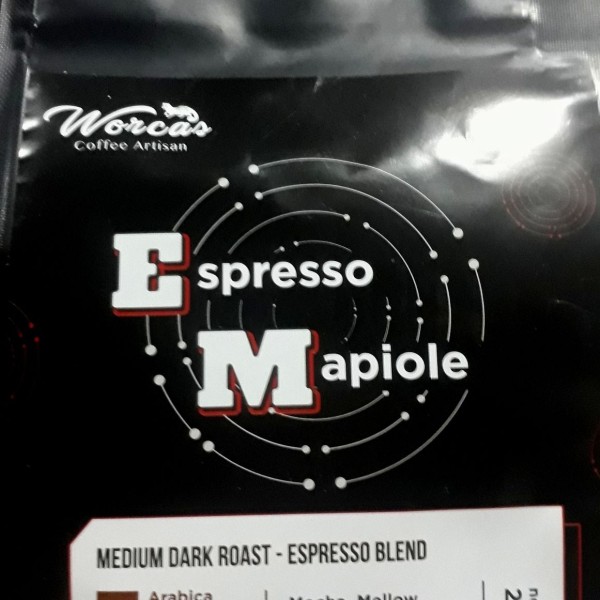 Worcas
Coffee Artisan
Espresso
Mapiole
MEDIUM DARK ROAST - ESPRESSO BLEND
Arabica
Mocha, Mellow